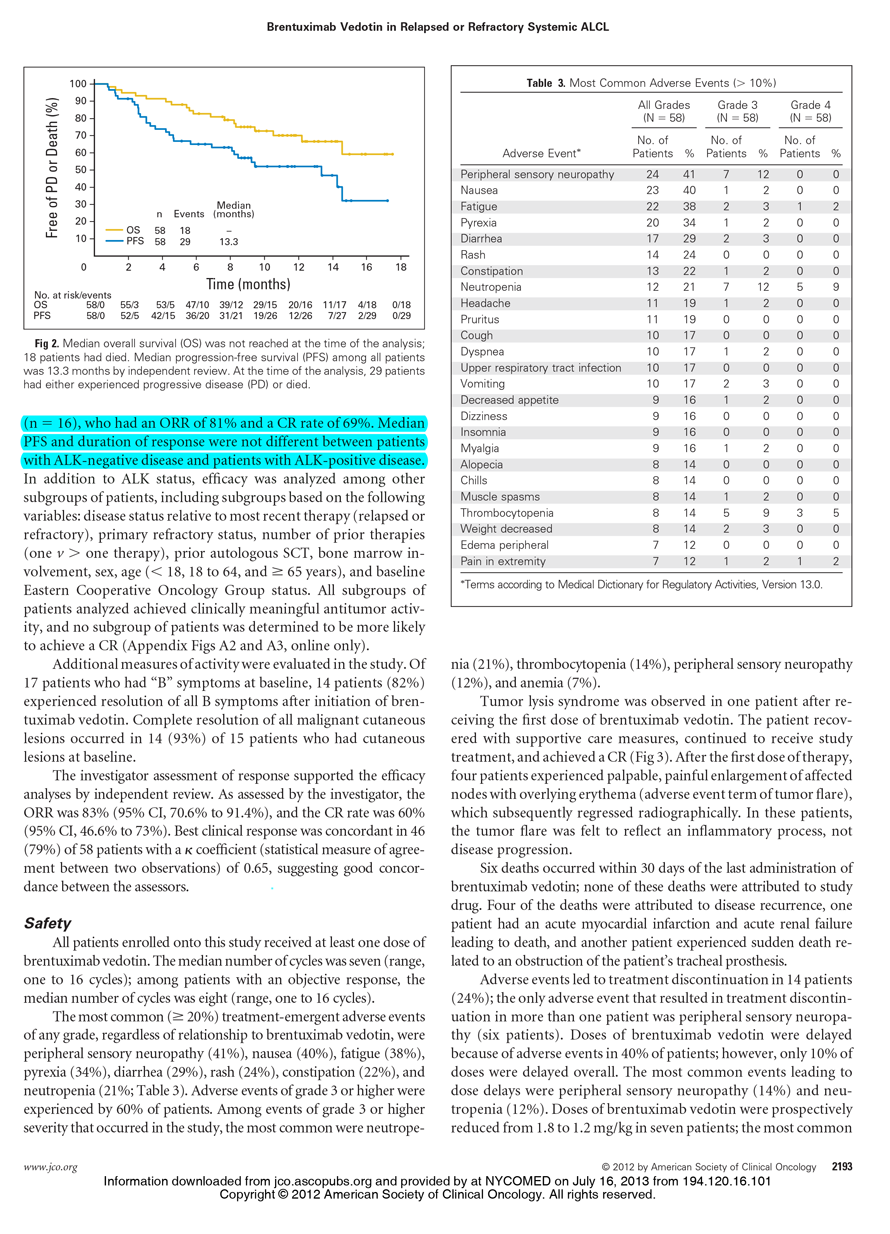 Brentuximab Vedotin in Relapsed or Refractory Systemic ALCL
Free of PD or Death (%)
100
90
80
70
60
50
40
30
20
10
n Events Median (months)
OS 58 18 –
PFS 58 29 13.3
0 2 4 6 8 10 12 14 16 18
Time (months)
No. at risk/events
OS 58/0 55/3 53/5 47/10 39/12 29/15 20/16 11/17 4/18 0/18
PFS 58/0 52/5 42/15 36/20 31/21 19/26 12/26 7/27 2/29 0/29
Fig 2. Median overall survival (OS) was not reached at the time of the analysis;
18 patients had died. Median progression-free survival (PFS) among all patients
was 13.3 months by independent review. At the time of the analysis, 29 patients
had either experienced progressive disease (PD) or died.
(n = 16), who had an ORR of 81% and a CR rate of 69%. Median
PFS and duration of response were not different between patients
with ALK-negative disease and patients with ALK-positive disease.
In addition to ALK status, efficacy was analyzed among other
subgroups of patients, including subgroups based on the following
variables: disease status relative to most recent therapy (relapsed or
refractory), primary refractory status, number of prior therapies
(one v > one therapy), prior autologous SCT, bone marrow in-
volvement, sex, age (< 18, 18 to 64, and ≥ 65 years), and baseline
Eastern Cooperative Oncology Group status. All subgroups of
patients analyzed achieved clinically meaningful antitumor activ-
ity, and no subgroup of patients was determined to be more likely
to achieve a CR (Appendix Figs A2 and A3, online only).
Additional measures of activity were evaluated in the study. Of
17 patients who had “B” symptoms at baseline, 14 patients (82%)
experienced resolution of all B symptoms after initiation of bren-
tuximab vedotin. Complete resolution of all malignant cutaneous
lesions occurred in 14 (93%) of 15 patients who had cutaneous
lesions at baseline.
The investigator assessment of response supported the efficacy
analyses by independent review. As assessed by the investigator, the
ORR was 83% (95% CI, 70.6% to 91.4%), and the CR rate was 60%
(95% CI, 46.6% to 73%). Best clinical response was concordant in 46
(79%) of 58 patients with a κ coefficient (statistical measure of agree-
ment between two observations) of 0.65, suggesting good concor-
dance between the assessors.
Safety
All patients enrolled onto this study received at least one dose of
brentuximab vedotin. The median number of cycles was seven (range,
one to 16 cycles); among patients with an objective response, the
median number of cycles was eight (range, one to 16 cycles).
The most common (≥ 20%) treatment-emergent adverse events
of any grade, regardless of relationship to brentuximab vedotin, were
peripheral sensory neuropathy (41%), nausea (40%), fatigue (38%),
pyrexia (34%), diarrhea (29%), rash (24%), constipation (22%), and
neutropenia (21%; Table 3). Adverse events of grade 3 or higher were
experienced by 60% of patients. Among events of grade 3 or higher
severity that occurred in the study, the most common were neutrope-
Table 3. Most Common Adverse Events (> 10%)
All Grades (N = 58) Grade 3 (N = 58) Grade 4 (N = 58)
Adverse Event* No. of Patients % No. of Patients % No. of Patients %
Peripheral sensory neuropathy 24 41 7 12 0 0
Nausea 23 40 1 2 0 0
Fatigue 22 38 2 3 1 2
Pyrexia 20 34 1 2 0 0
Diarrhea 17 29 2 3 0 0
Rash 14 24 0 0 0 0
Constipation 13 22 1 2 0 0
Neutropenia 12 21 7 12 5 9
Headache 11 19 1 2 0 0
Pruritus 11 19 0 0 0 0
Cough 10 17 0 0 0 0
Dyspnea 10 17 1 2 0 0
Upper respiratory tract infection 10 17 0 0 0 0
Vomiting 10 17 2 3 0 0
Decreased appetite 9 16 1 2 0 0
Dizziness 9 16 0 0 0 0
Insomnia 9 16 0 0 0 0
Myalgia 9 16 1 2 0 0
Alopecia 8 14 0 0 0 0
Chills 8 14 0 0 0 0
Muscle spasms 8 14 1 2 0 0
Thrombocytopenia 8 14 5 9 3 5
Weight decreased 8 14 2 3 0 0
Edema peripheral 7 12 0 0 0 0
Pain in extremity 7 12 1 2 1 2
*Terms according to Medical Dictionary for Regulatory Activities, Version 13.0.
nia (21%), thrombocytopenia (14%), peripheral sensory neuropathy
(12%), and anemia (7%).
Tumor lysis syndrome was observed in one patient after re-
ceiving the first dose of brentuximab vedotin. The patient recov-
ered with supportive care measures, continued to receive study
treatment, and achieved a CR (Fig 3). After the first dose of therapy,
four patients experienced palpable, painful enlargement of affected
nodes with overlying erythema (adverse event term of tumor flare),
which subsequently regressed radiographically. In these patients,
the tumor flare was felt to reflect an inflammatory process, not
disease progression.
Six deaths occurred within 30 days of the last administration of
brentuximab vedotin; none of these deaths were attributed to study
drug. Four of the deaths were attributed to disease recurrence, one
patient had an acute myocardial infarction and acute renal failure
leading to death, and another patient experienced sudden death re-
lated to an obstruction of the patient’s tracheal prosthesis.
Adverse events led to treatment discontinuation in 14 patients
(24%); the only adverse event that resulted in treatment discontin-
uation in more than one patient was peripheral sensory neuropa-
thy (six patients). Doses of brentuximab vedotin were delayed
because of adverse events in 40% of patients; however, only 10% of
doses were delayed overall. The most common events leading to
dose delays were peripheral sensory neuropathy (14%) and neu-
tropenia (12%). Doses of brentuximab vedotin were prospectively
reduced from 1.8 to 1.2 mg/kg in seven patients; the most common
www.jco.org © 2012 by American Society of Clinical Oncology 2193
Information downloaded from jco.ascopubs.org and provided by at NYCOMED on July 16, 2013 from 194.120.16.101
Copyright © 2012 American Society of Clinical Oncology. All rights reserved.